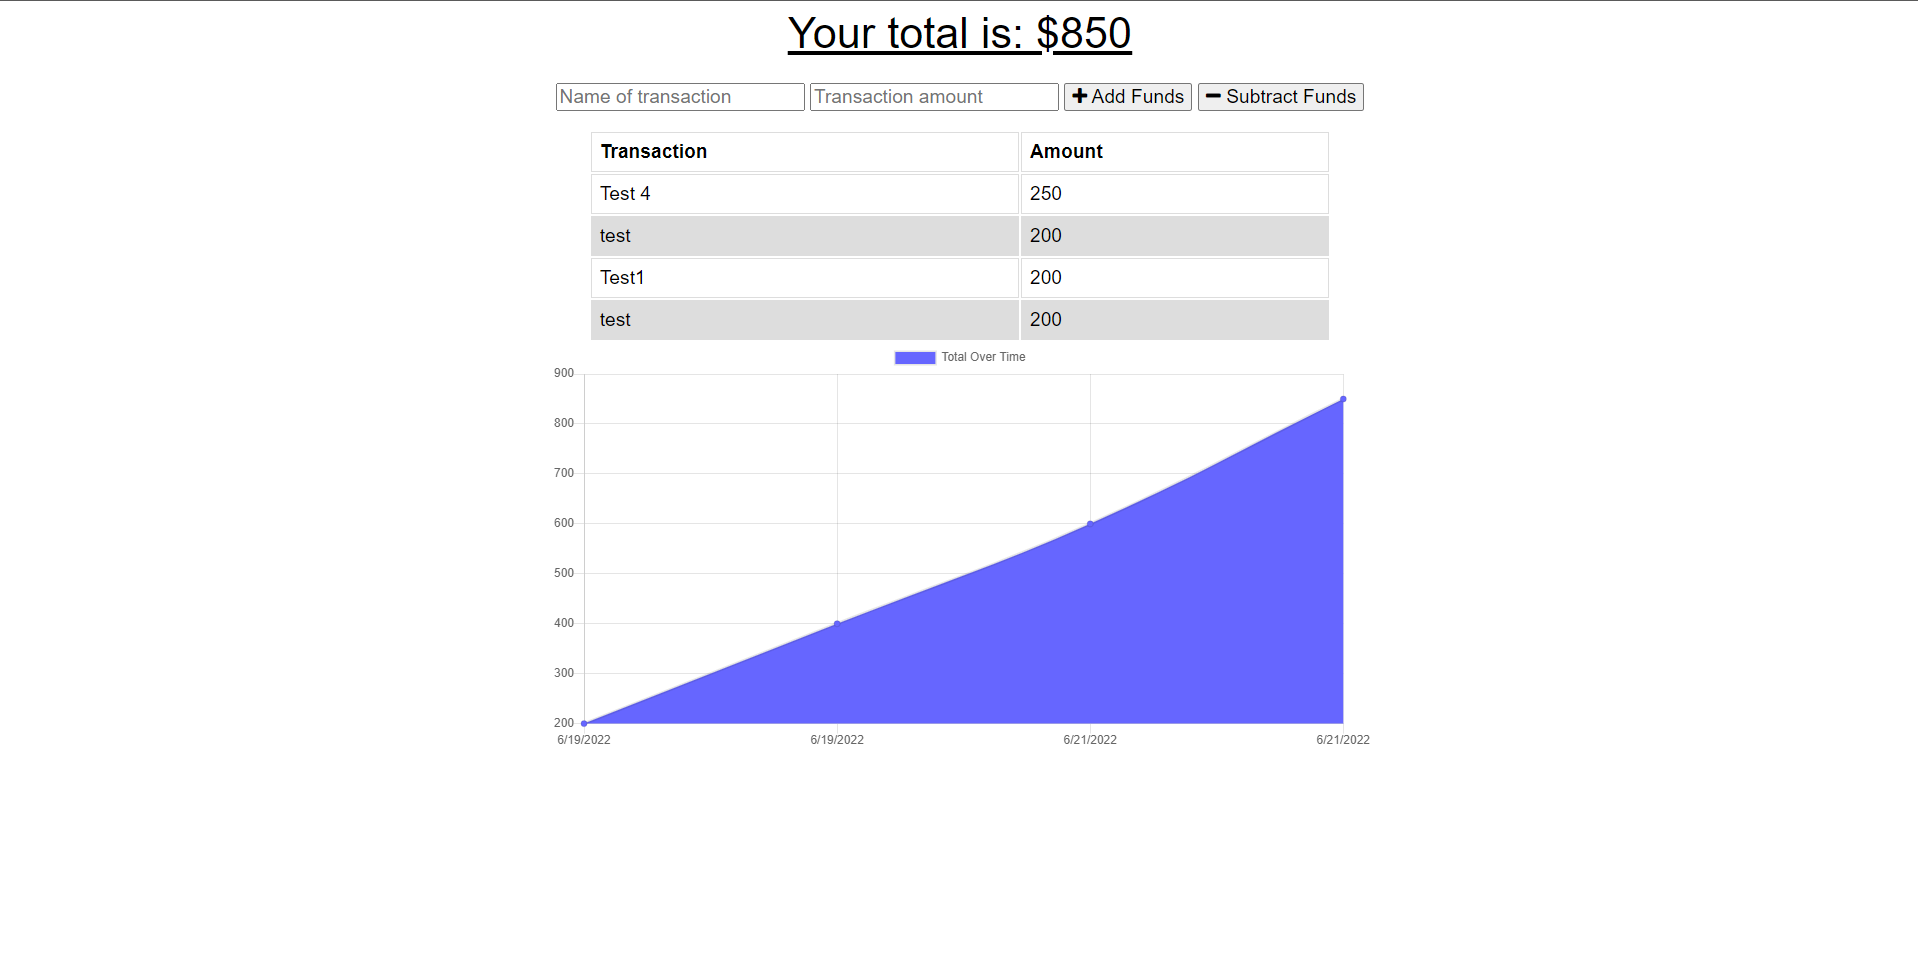 Your total is: $850
Name of transaction Transaction amount Add Funds Subtract Funds
Transaction Amount
Test 4 250
test 200
Test1 200
test 200
Total Over Time
900
800
700
600
500
400
300
200
6/19/2022 6/19/2022 6/21/2022 6/21/2022